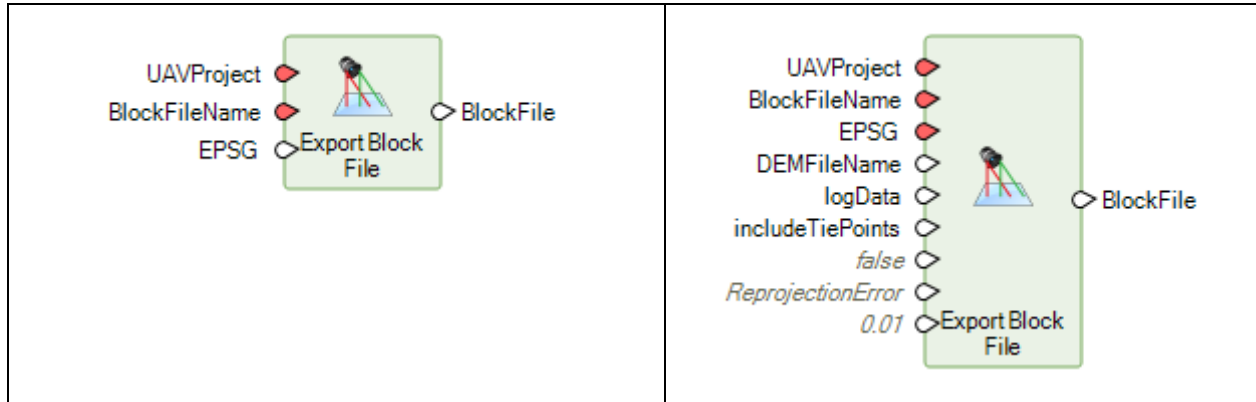 UAVProject
BlockFileName
EPSG
Export Block
File
BlockFile
UAVProject
BlockFileName
EPSG
DEMFileName
logData
includeTiePoints
false
ReprojectionError
0.01
Export Block
File
BlockFile